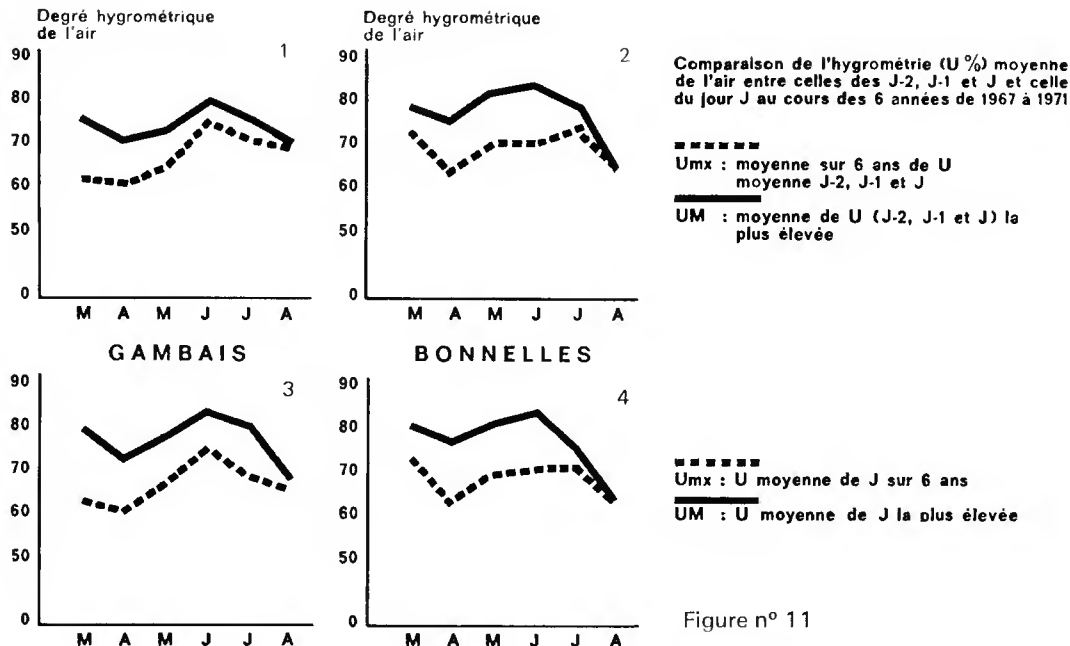 Degré hygrométrique
de l'air
1
90
80
70
60
50
0
M A M J J A
GAMBAIS
Degré hygrométrique
de l'air
2
90
80
70
60
50
0
M A M J J A
BONNELLES
Comparaison de l'hygrométrie (U %) moyenne
de l'air entre celles des J-2, J-1 et J et celle
du jour J au cours des 6 années de 1967 à 1971
Umx : moyenne sur 6 ans de U
moyenne J-2, J-1 et J
UM : moyenne de U (J-2, J-1 et J) la
plus élevée
3
90
80
70
60
50
0
M A M J J A
4
90
80
70
60
50
0
M A M J J A
Umx : U moyenne de J sur 6 ans
UM : U moyenne de J la plus élevée
Figure nº 11